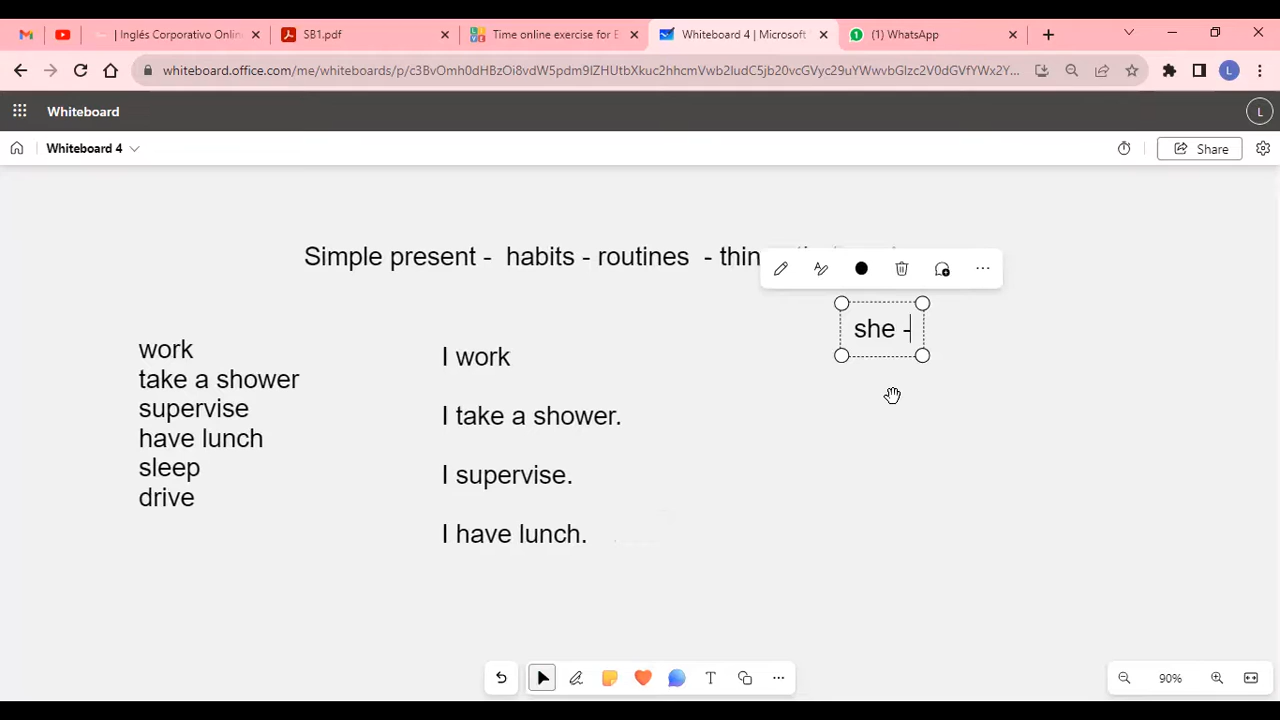 | Inglés Corporativo Onlin
SB1.pdf
Time online exercise for E
Whiteboard 4 | Microsoft
(1) WhatsApp
L
Whiteboard
L
Whiteboard 4
Share
Simple present - habits - routines - thin
she -
work
take a shower
supervise
have lunch
sleep
drive
I work
I take a shower.
I supervise.
I have lunch.
T
90%